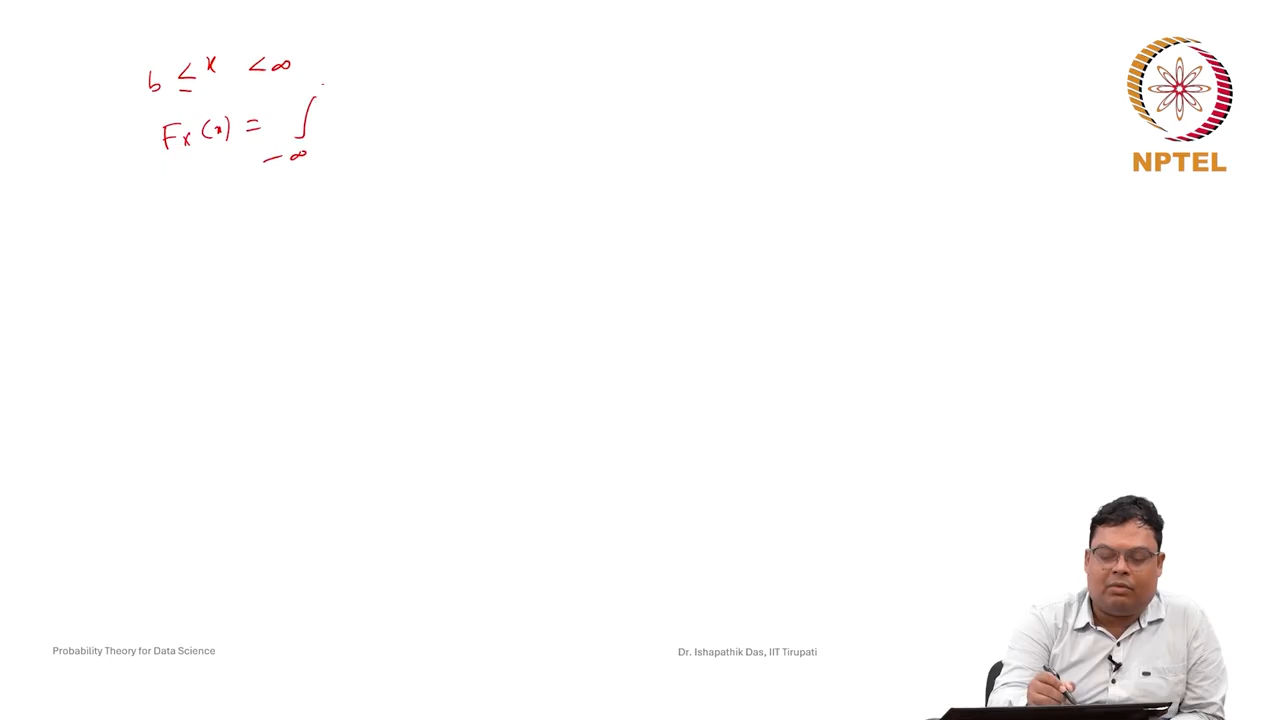 b ≤ x < ∞
Fx(x) = ∫
- ∞
NPTEL
Probability Theory for Data Science
Dr. Ishapathik Das, IIT Tirupati